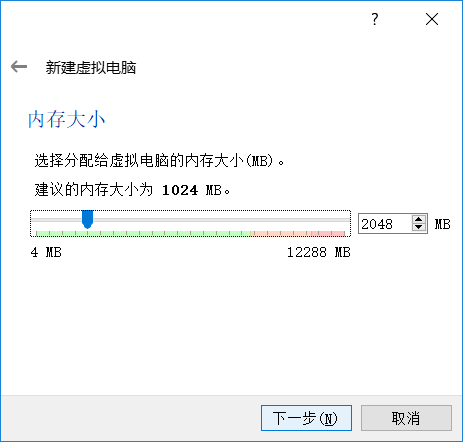 ?
新建虚拟电脑
内存大小
选择分配给虚拟电脑的内存大小(MB)。
建议的内存大小为 1024 MB。
2048 MB
4 MB 12288 MB
下一步(N) 取消